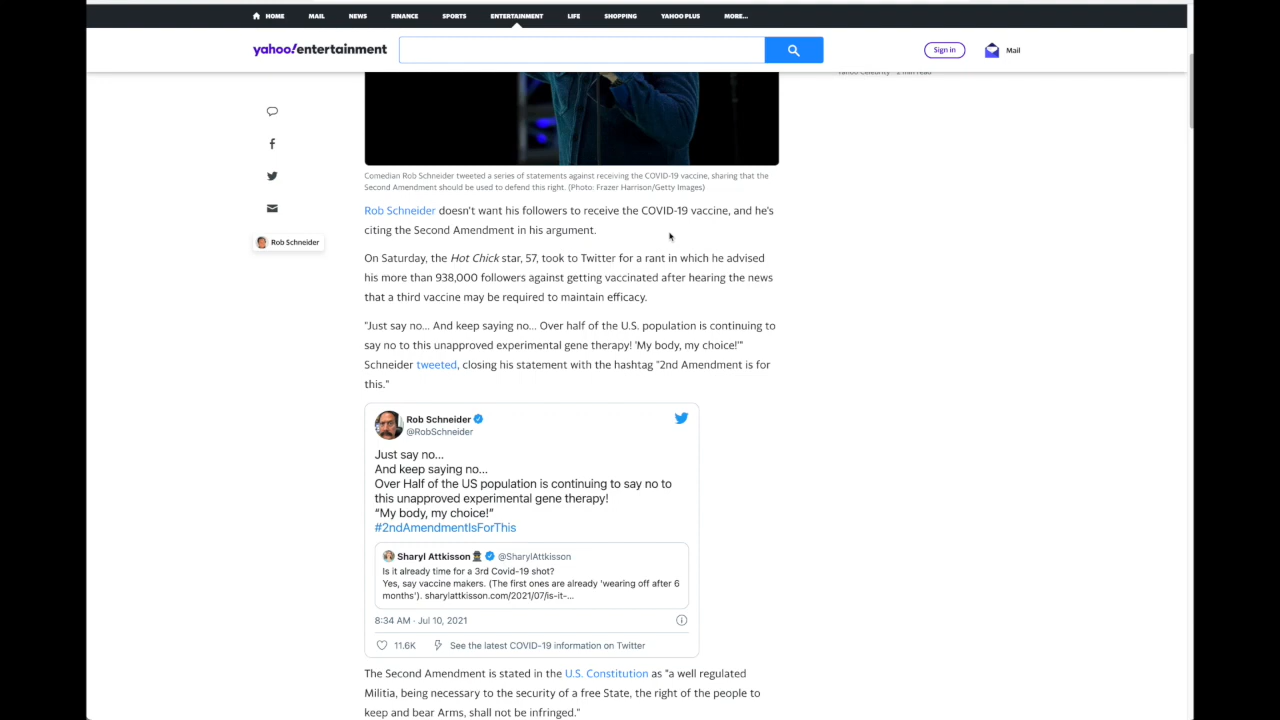 HOME MAIL NEWS FINANCE SPORTS ENTERTAINMENT LIFE SHOPPING YAHOO PLUS MORE...
yahoo!entertainment
Sign in
Mail
Yahoo Celebrity · 2 min read
Rob Schneider
Comedian Rob Schneider tweeted a series of statements against receiving the COVID-19 vaccine, sharing that the
Second Amendment should be used to defend this right. (Photo: Frazer Harrison/Getty Images)
Rob Schneider doesn't want his followers to receive the COVID-19 vaccine, and he's
citing the Second Amendment in his argument.
On Saturday, the Hot Chick star, 57, took to Twitter for a rant in which he advised
his more than 938,000 followers against getting vaccinated after hearing the news
that a third vaccine may be required to maintain efficacy.
"Just say no... And keep saying no... Over half of the U.S. population is continuing to
say no to this unapproved experimental gene therapy! 'My body, my choice!'"
Schneider tweeted, closing his statement with the hashtag "2nd Amendment is for
this."
Rob Schneider
@RobSchneider
Just say no...
And keep saying no...
Over Half of the US population is continuing to say no to
this unapproved experimental gene therapy!
“My body, my choice!”
#2ndAmendmentIsForThis
Sharyl Attkisson @SharylAttkisson
Is it already time for a 3rd Covid-19 shot?
Yes, say vaccine makers. (The first ones are already 'wearing off after 6
months'). sharylattkisson.com/2021/07/is-it-...
8:34 AM · Jul 10, 2021
11.6K See the latest COVID-19 information on Twitter
The Second Amendment is stated in the U.S. Constitution as "a well regulated
Militia, being necessary to the security of a free State, the right of the people to
keep and bear Arms, shall not be infringed."